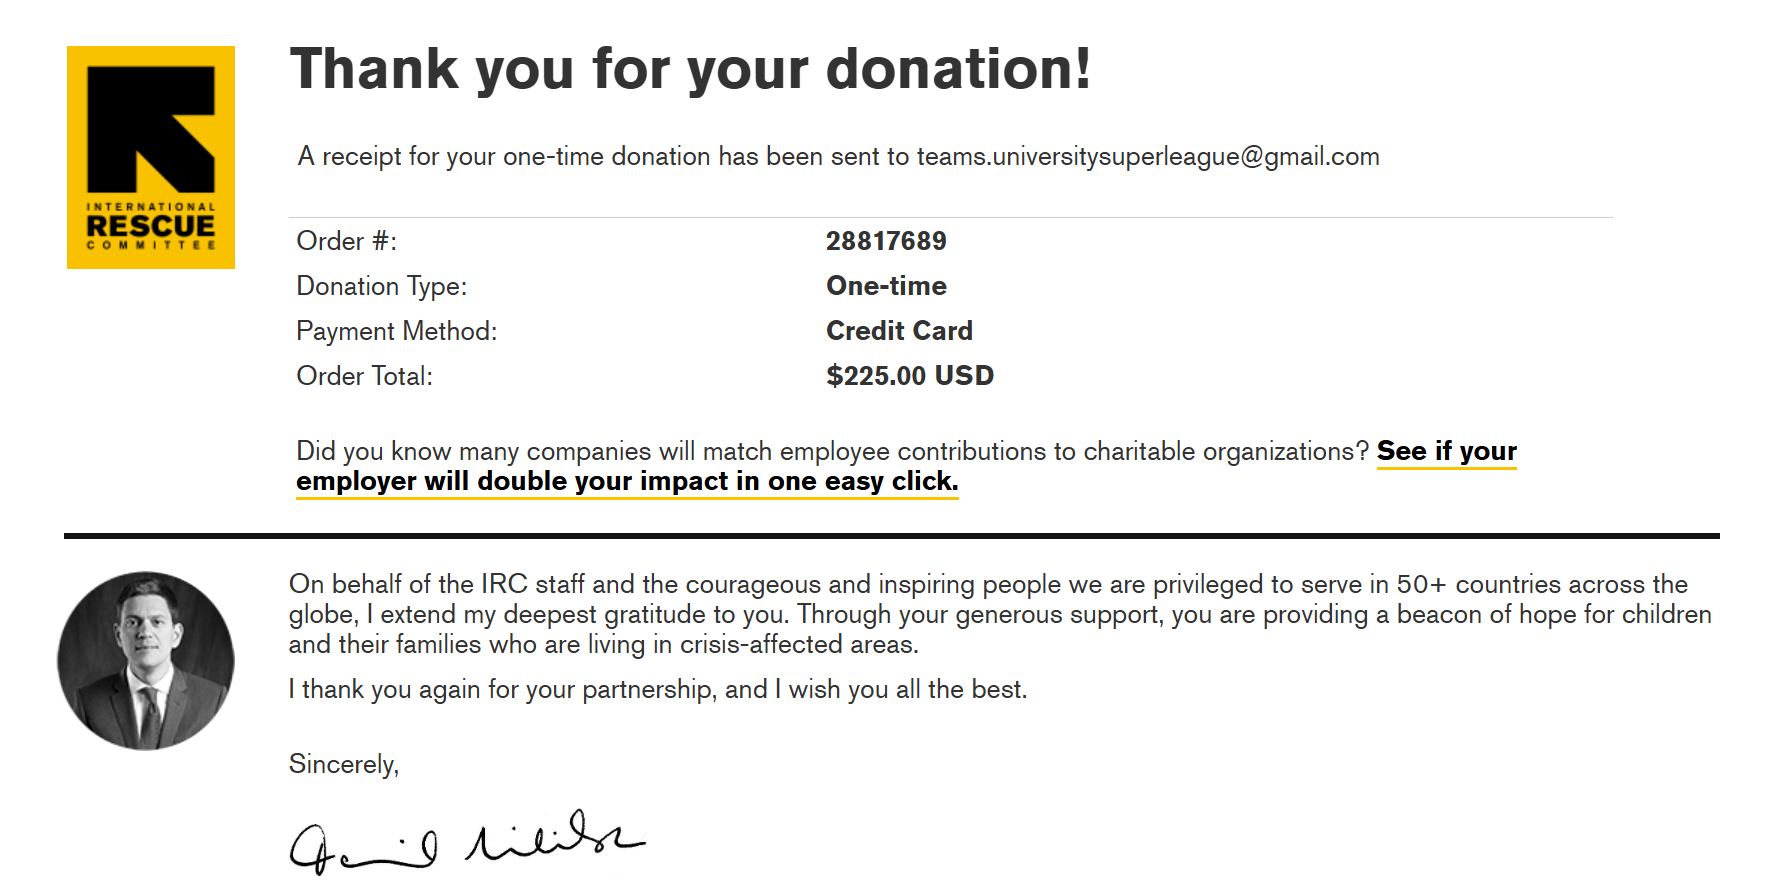 INTERNATIONAL
RESCUE
COMMITTEE
Thank you for your donation!
A receipt for your one-time donation has been sent to teams.universitysuperleague@gmail.com
Order #: 28817689
Donation Type: One-time
Payment Method: Credit Card
Order Total: $225.00 USD
Did you know many companies will match employee contributions to charitable organizations? See if your
employer will double your impact in one easy click.
On behalf of the IRC staff and the courageous and inspiring people we are privileged to serve in 50+ countries across the
globe, I extend my deepest gratitude to you. Through your generous support, you are providing a beacon of hope for children
and their families who are living in crisis-affected areas.
I thank you again for your partnership, and I wish you all the best.
Sincerely,